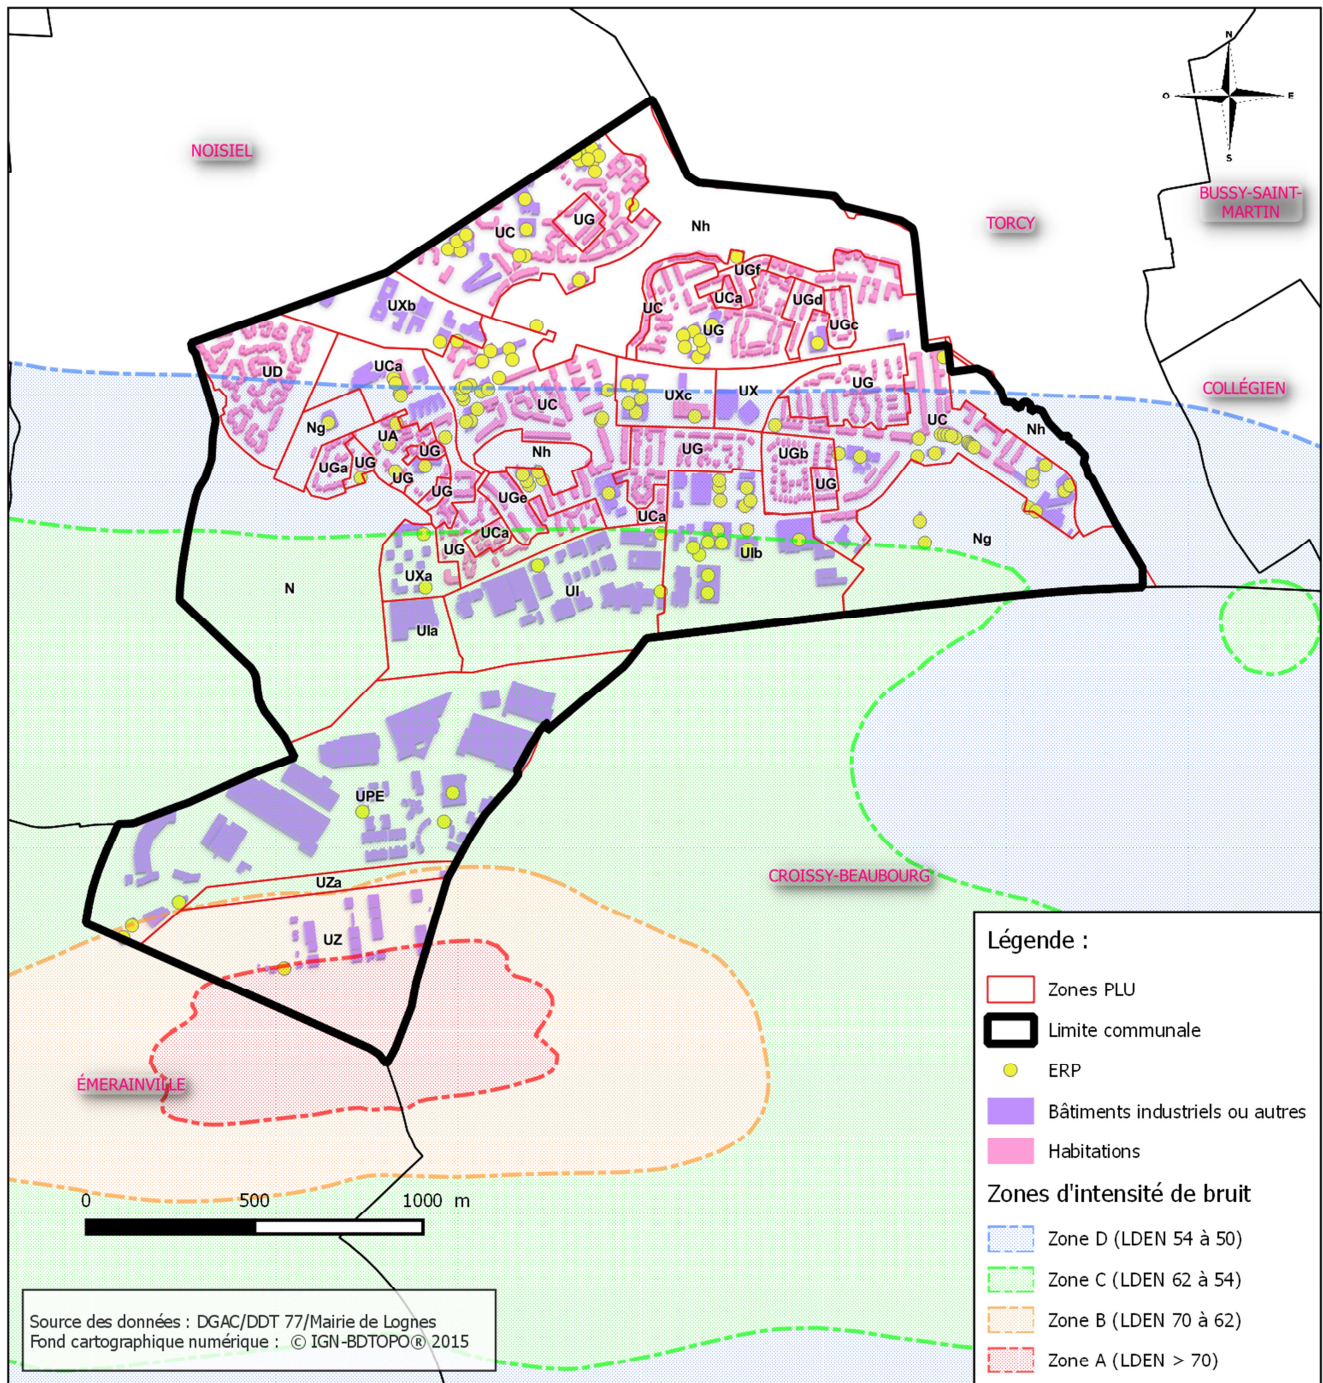 N
O
E
S
NOISIEL
TORCY
BUSSY-SAINT-
MARTIN
COLLÉGIEN
UG
UC
Nh
UGf
UCa
UGd
UC
UG
UGc
UXb
UD
UCa
UXc
UX
UG
UC
UC
Nh
Ng
UA
UG
UGa
UG
UG
UG
Nh
UG
UGb
UG
UGe
UCa
UCa
UG
UIb
Ng
N
UXa
UI
UIa
UPE
UZa
UZ
CROISSY-BEAUBOURG
ÉMERAINVILLE
0 500 1000 m
Source des données : DGAC/DDT 77/Mairie de Lognes
Fond cartographique numérique : © IGN-BDTOPO® 2015
Légende :
Zones PLU
Limite communale
ERP
Bâtiments industriels ou autres
Habitations
Zones d'intensité de bruit
Zone D (LDEN 54 à 50)
Zone C (LDEN 62 à 54)
Zone B (LDEN 70 à 62)
Zone A (LDEN > 70)